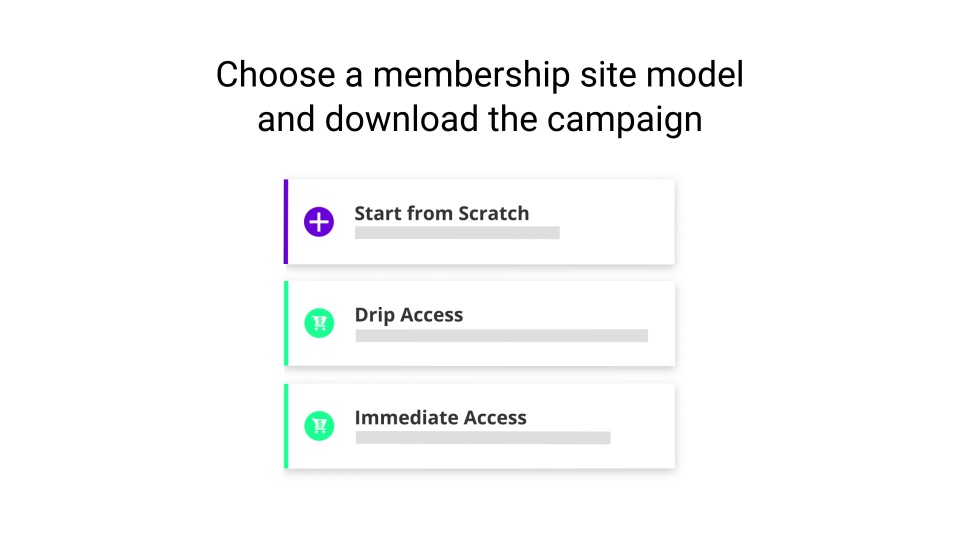 Choose a membership site model
and download the campaign
Start from Scratch
Drip Access
Immediate Access